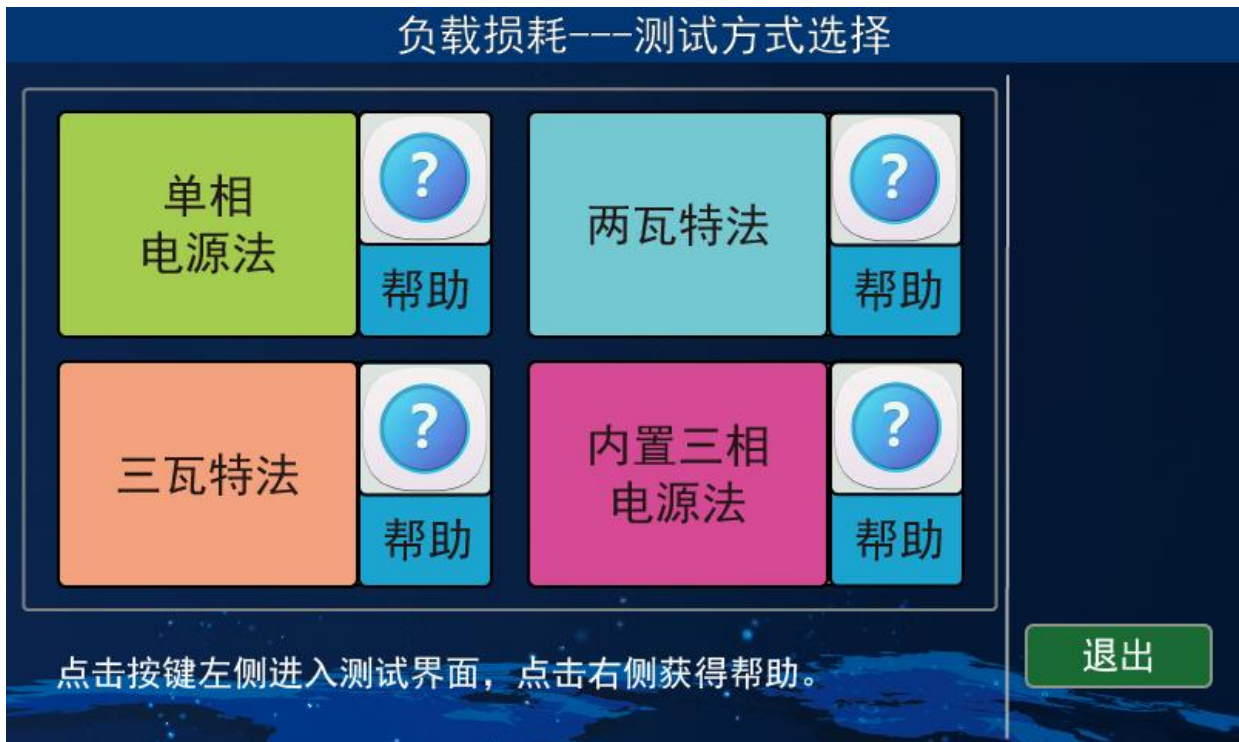 负载损耗---测试方式选择
单相
电源法
?
帮助
两瓦特法
?
帮助
三瓦特法
?
帮助
内置三相
电源法
?
帮助
点击按键左侧进入测试界面，点击右侧获得帮助。
退出